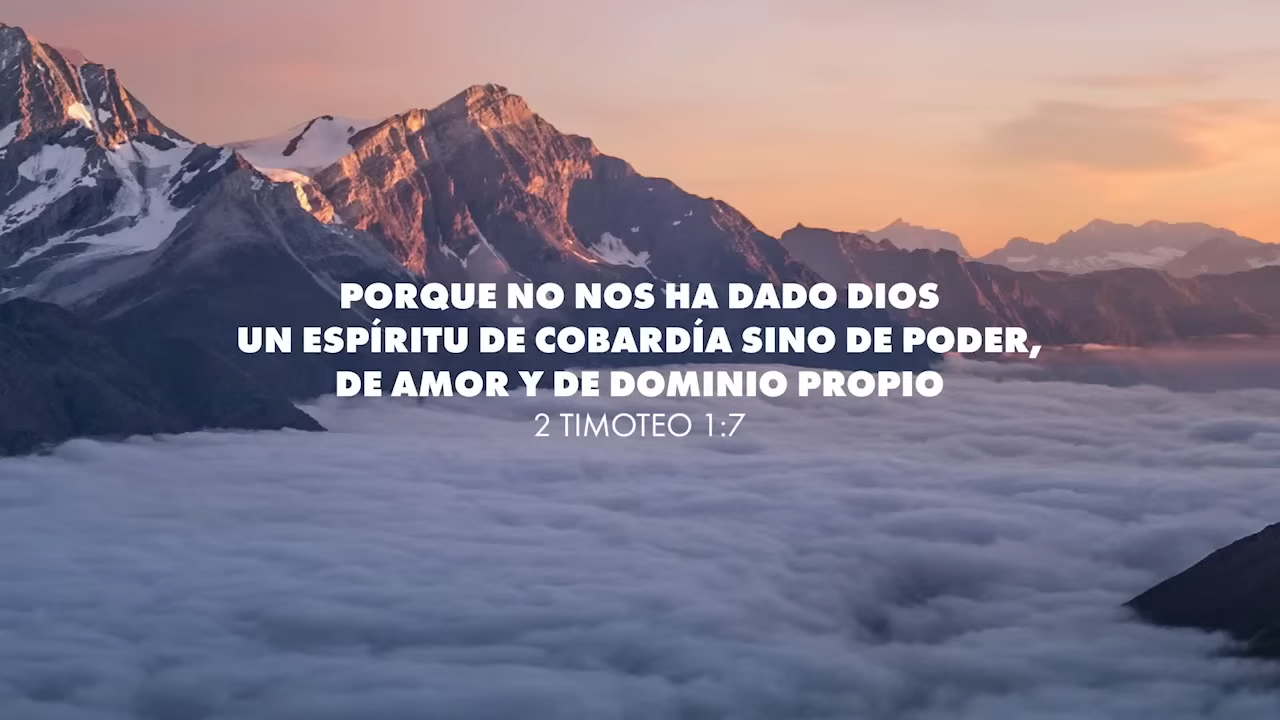 PORQUE NO NOS HA DADO DIOS
UN ESPÍRITU DE COBARDÍA SINO DE PODER,
DE AMOR Y DE DOMINIO PROPIO
2 TIMOTEO 1:7